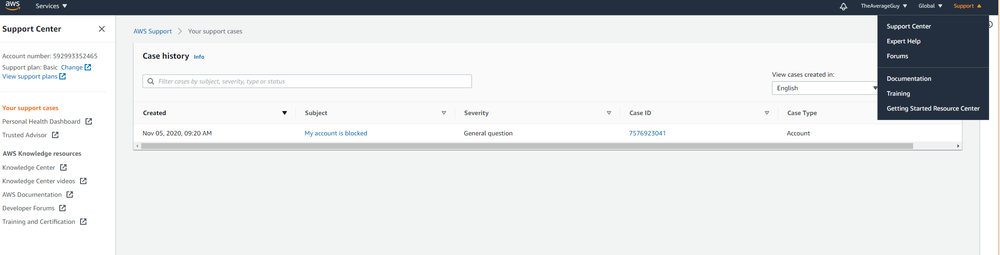 aws
Services
TheAverageGuy
Global
Support
Support Center
Account number: 592993352465
Support plan: Basic Change
View support plans
Your support cases
Personal Health Dashboard
Trusted Advisor
AWS Knowledge resources
Knowledge Center
Knowledge Center videos
AWS Documentation
Developer Forums
Training and Certification
AWS Support
Your support cases
Case history Info
Filter cases by subject, severity, type or status
View cases created in:
English
Created Subject Severity Case ID Case Type
Nov 05, 2020, 09:20 AM My account is blocked General question 7576923041 Account
Support Center
Expert Help
Forums
Documentation
Training
Getting Started Resource Center